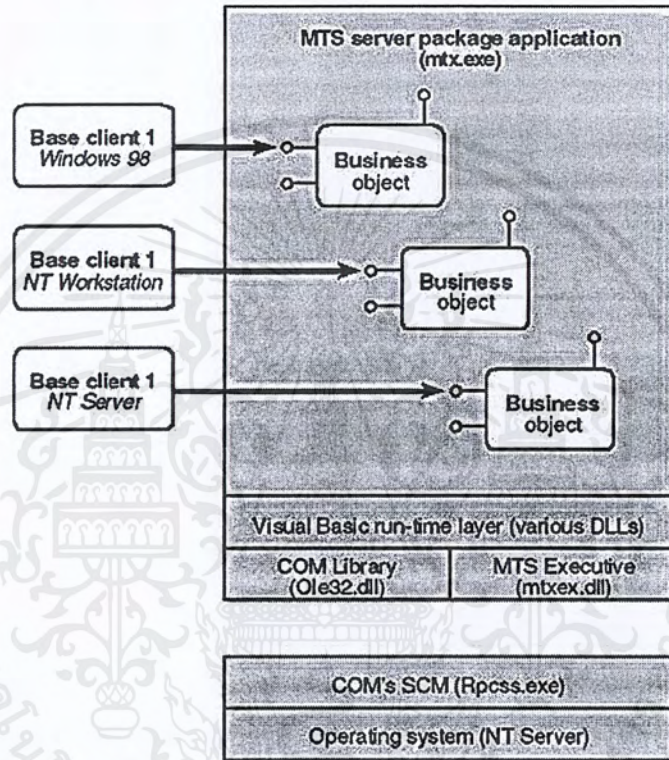 MTS server package application
(mtx.exe)
Base client 1
Windows 98
Business
object
Base client 1
NT Workstation
Business
object
Base client 1
NT Server
Business
object
Visual Basic run-time layer (various DLLs)
COM Library
(Ole32.dll)
MTS Executive
(mtxex.dll)
COM's SCM (Rpcss.exe)
Operating system (NT Server)